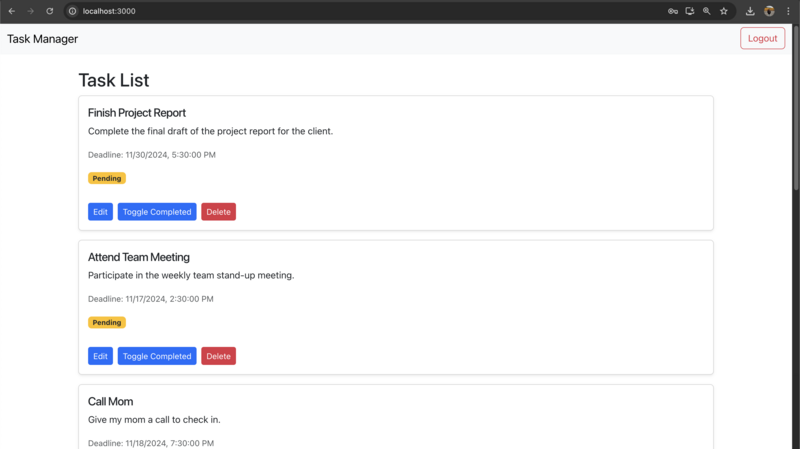 localhost:3000
Task Manager
Logout
Task List
Finish Project Report
Complete the final draft of the project report for the client.
Deadline: 11/30/2024, 5:30:00 PM
Pending
Edit Toggle Completed Delete
Attend Team Meeting
Participate in the weekly team stand-up meeting.
Deadline: 11/17/2024, 2:30:00 PM
Pending
Edit Toggle Completed Delete
Call Mom
Give my mom a call to check in.
Deadline: 11/18/2024, 7:30:00 PM